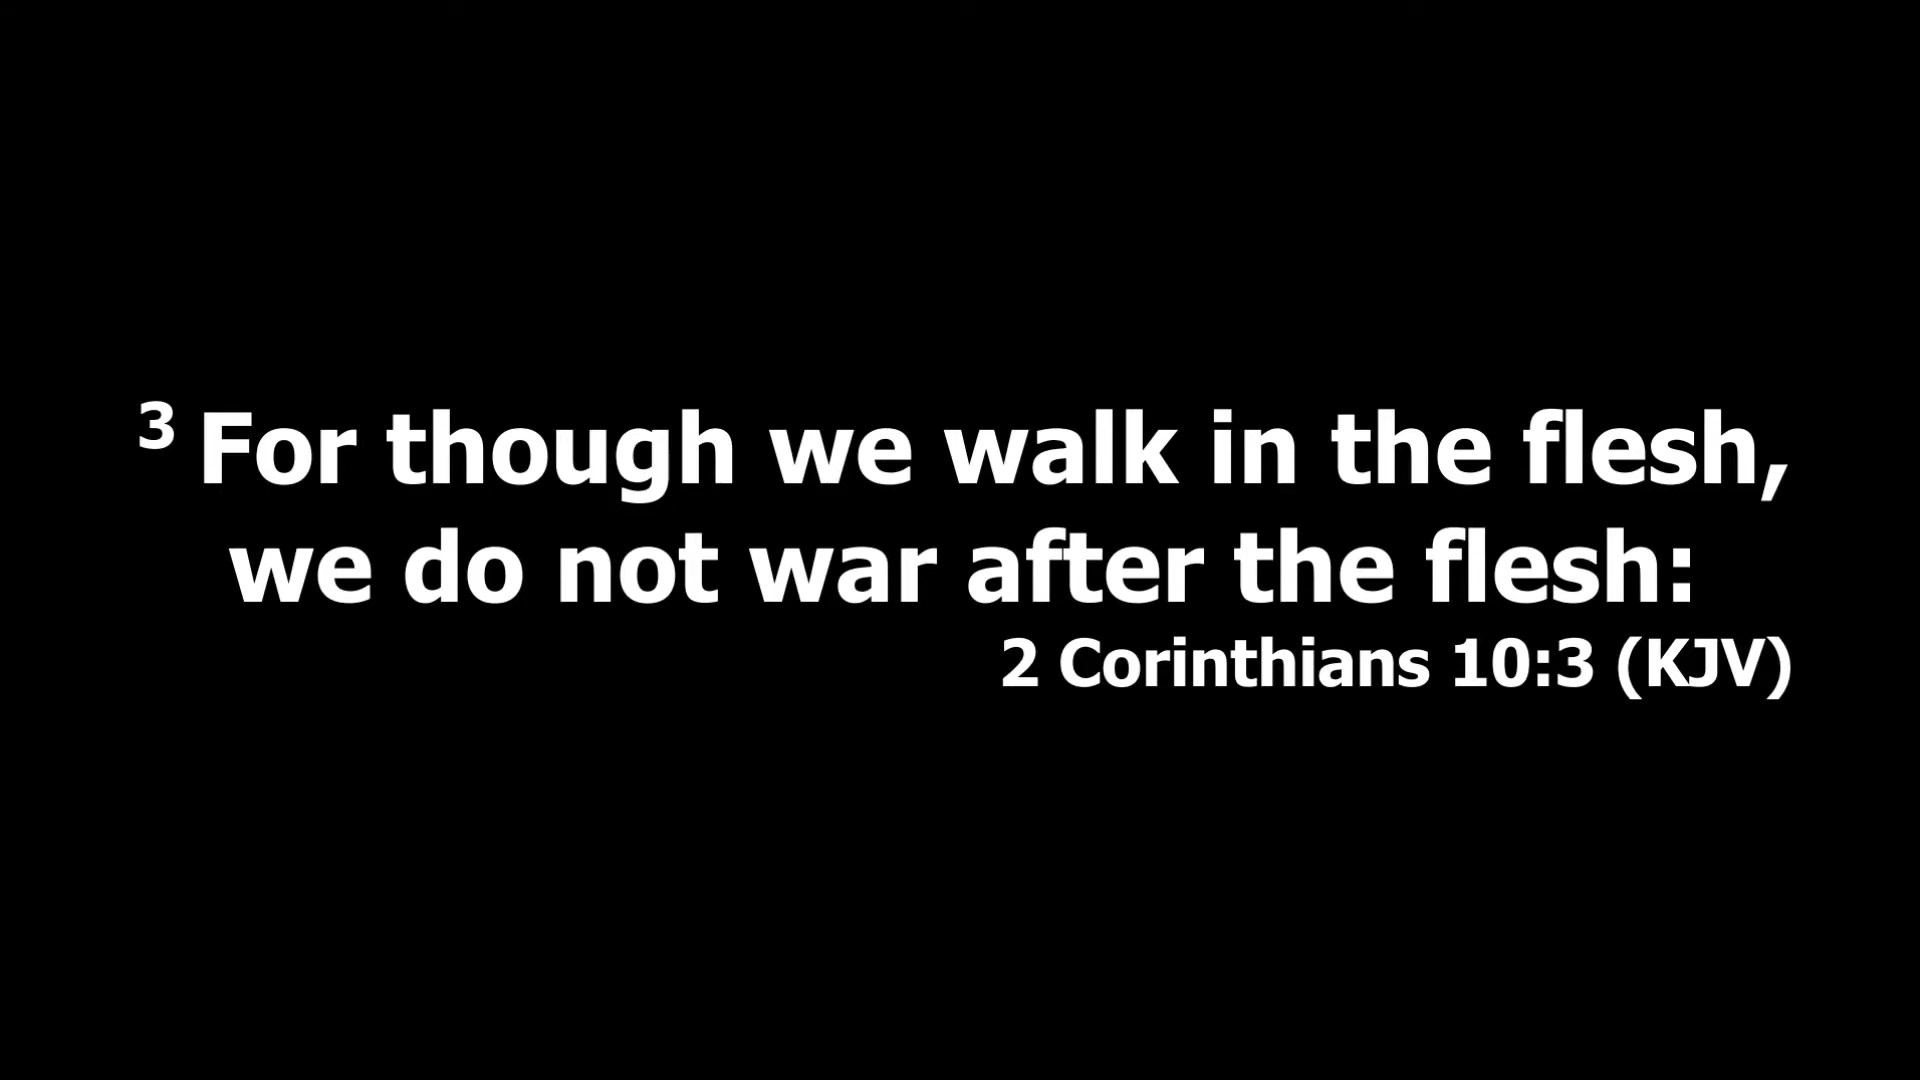 3 For though we walk in the flesh,
we do not war after the flesh:
2 Corinthians 10:3 (KJV)